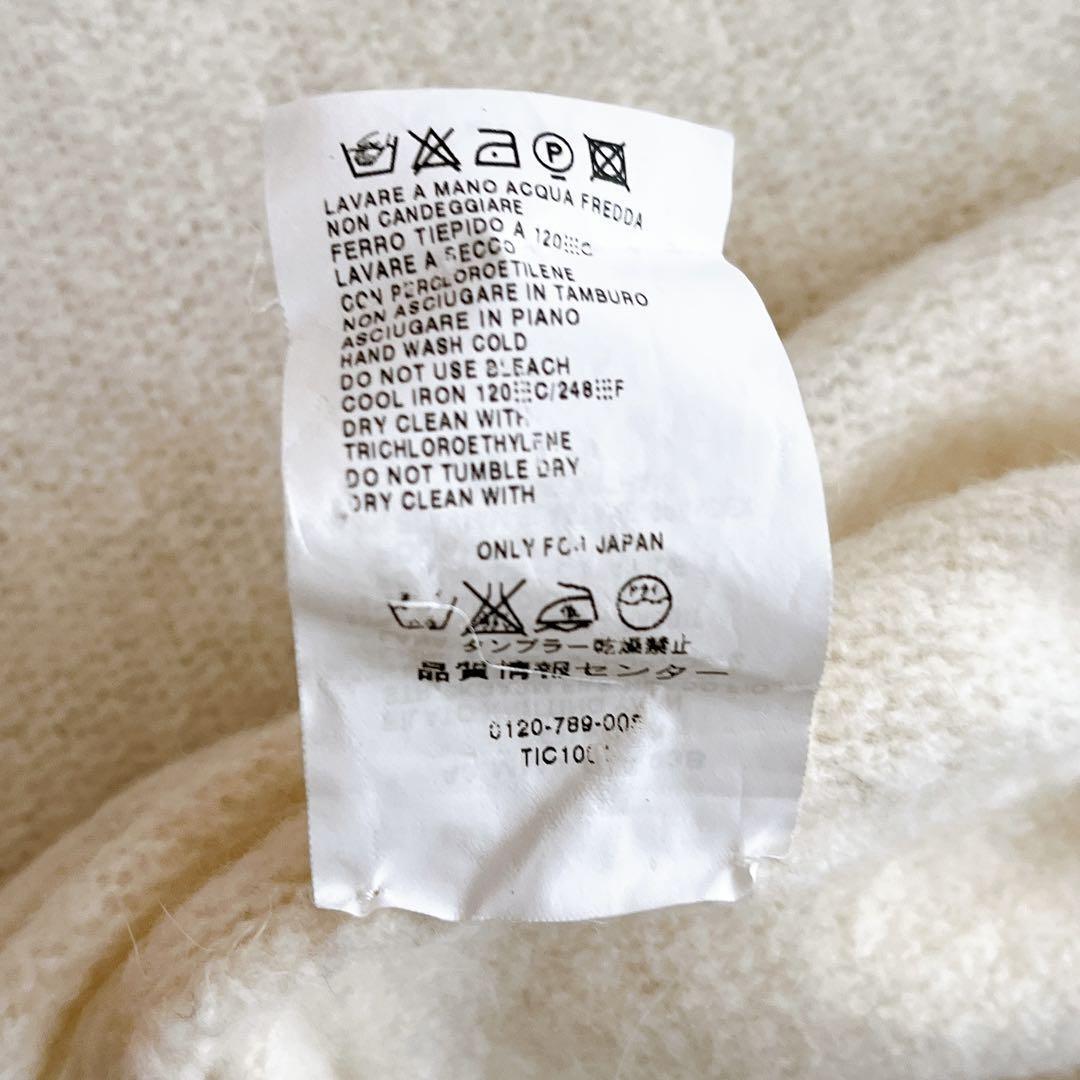 P
LAVARE A MANO ACQUA FREDDA
NON CANDEGGIARE
FERRO TIEPIDO A 120 C
LAVARE A SECCO
CON PERCLOROETILENE
NON ASCIUGARE IN TAMBURO
ASCIUGARE IN PIANO
HAND WASH COLD
DO NOT USE BLEACH
COOL IRON 120 C/248 F
DRY CLEAN WITH
TRICHLOROETHYLENE
DO NOT TUMBLE DRY
DRY CLEAN WITH
ONLY FOR JAPAN
ドライ
タンブラー乾燥禁止
品質情報センター